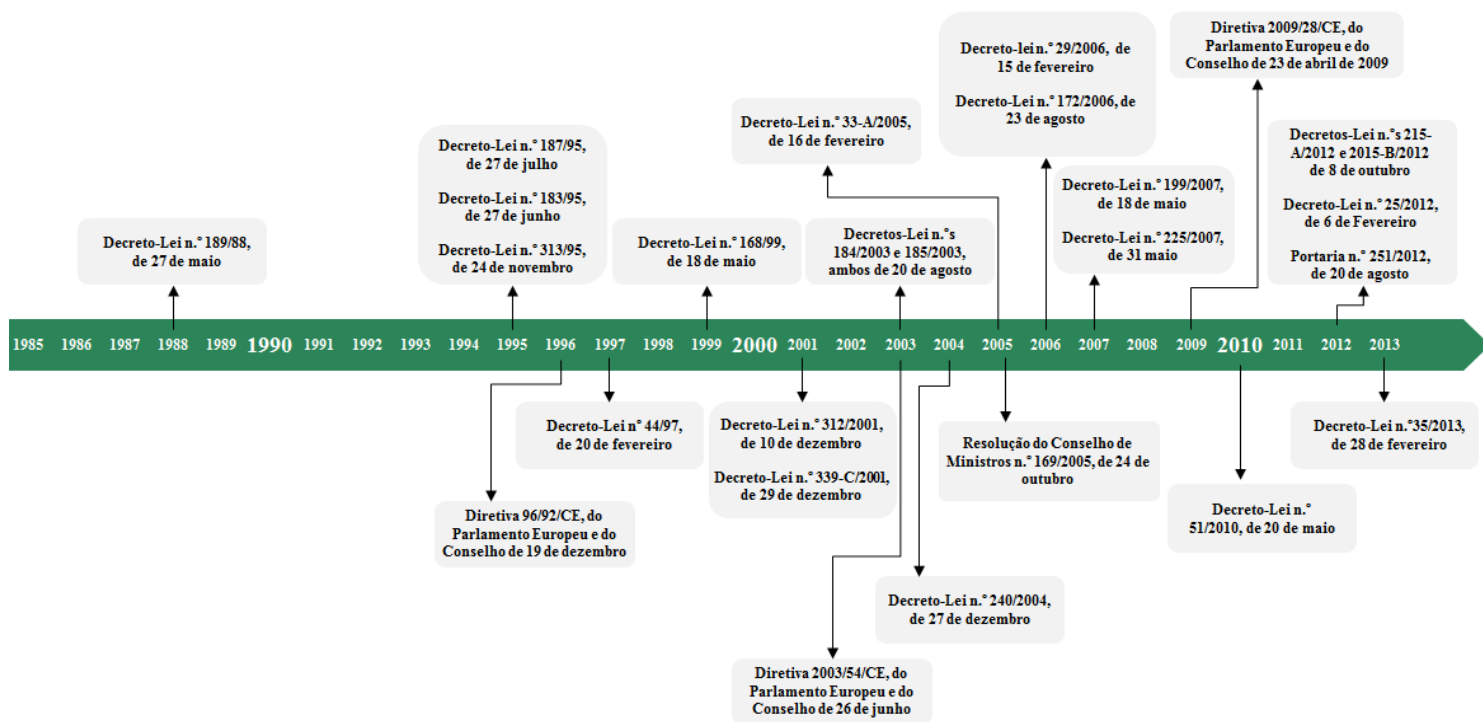 Diretiva 2009/28/CE, do
Parlamento Europeu e do
Conselho de 23 de abril de 2009
Decreto-lei n.° 29/2006, de
15 de fevereiro
Decreto-Lei n.° 172/2006, de
23 de agosto
Decreto-Lei n.° 33-A/2005,
de 16 de fevereiro
Decretos-Lei n.°s 215-
A/2012 e 2015-B/2012
de 8 de outubro
Decreto-Lei n.° 25/2012,
de 6 de Fevereiro
Portaria n.° 251/2012,
de 20 de agosto
Decreto-Lei n.° 187/95,
de 27 de julho
Decreto-Lei n.° 183/95,
de 27 de junho
Decreto-Lei n.° 313/95,
de 24 de novembro
Decreto-Lei n.° 199/2007,
de 18 de maio
Decreto-Lei n.° 225/2007,
de 31 maio
Decreto-Lei n.° 189/88,
de 27 de maio
Decreto-Lei n.° 168/99,
de 18 de maio
Decretos-Lei n.°s
184/2003 e 185/2003,
ambos de 20 de agosto
1985 1986 1987 1988 1989 1990 1991 1992 1993 1994 1995 1996 1997 1998 1999 2000 2001 2002 2003 2004 2005 2006 2007 2008 2009 2010 2011 2012 2013
Decreto-Lei n° 44/97,
de 20 de fevereiro
Decreto-Lei n.° 312/2001,
de 10 de dezembro
Decreto-Lei n.° 339-C/2001,
de 29 de dezembro
Resolução do Conselho de
Ministros n.° 169/2005, de 24 de
outubro
Decreto-Lei n.°35/2013,
de 28 de fevereiro
Diretiva 96/92/CE, do
Parlamento Europeu e do
Conselho de 19 de dezembro
Decreto-Lei n.°
51/2010, de 20 de maio
Decreto-Lei n.° 240/2004,
de 27 de dezembro
Diretiva 2003/54/CE, do
Parlamento Europeu e do
Conselho de 26 de junho